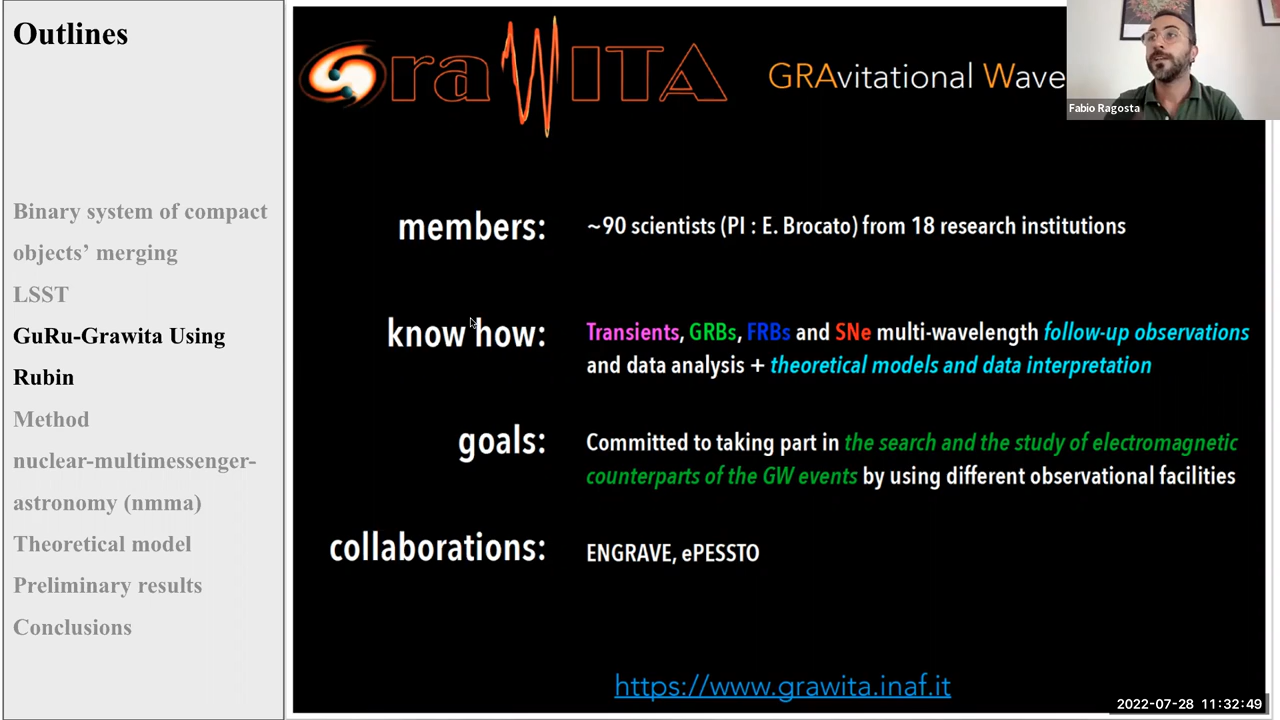 Outlines
Binary system of compact
objects’ merging
LSST
GuRu-Grawita Using
Rubin
Method
nuclear-multimessenger-
astronomy (nmma)
Theoretical model
Preliminary results
Conclusions
GraWITA
GRAvitational Wave
Fabio Ragosta
members:
~90 scientists (PI : E. Brocato) from 18 research institutions
know how:
Transients, GRBs, FRBs and SNe multi-wavelength follow-up observations
and data analysis + theoretical models and data interpretation
goals:
Committed to taking part in the search and the study of electromagnetic
counterparts of the GW events by using different observational facilities
collaborations:
ENGRAVE, ePESSTO
https://www.grawita.inaf.it
2022-07-28 11:32:49